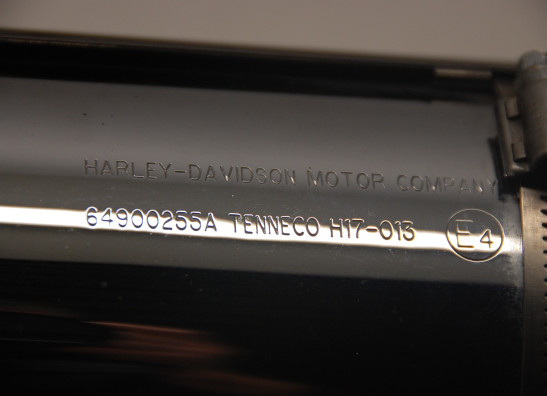 HARLEY-DAVIDSON MOTOR COMPANY
64900255A TENNECO H17-013 E4